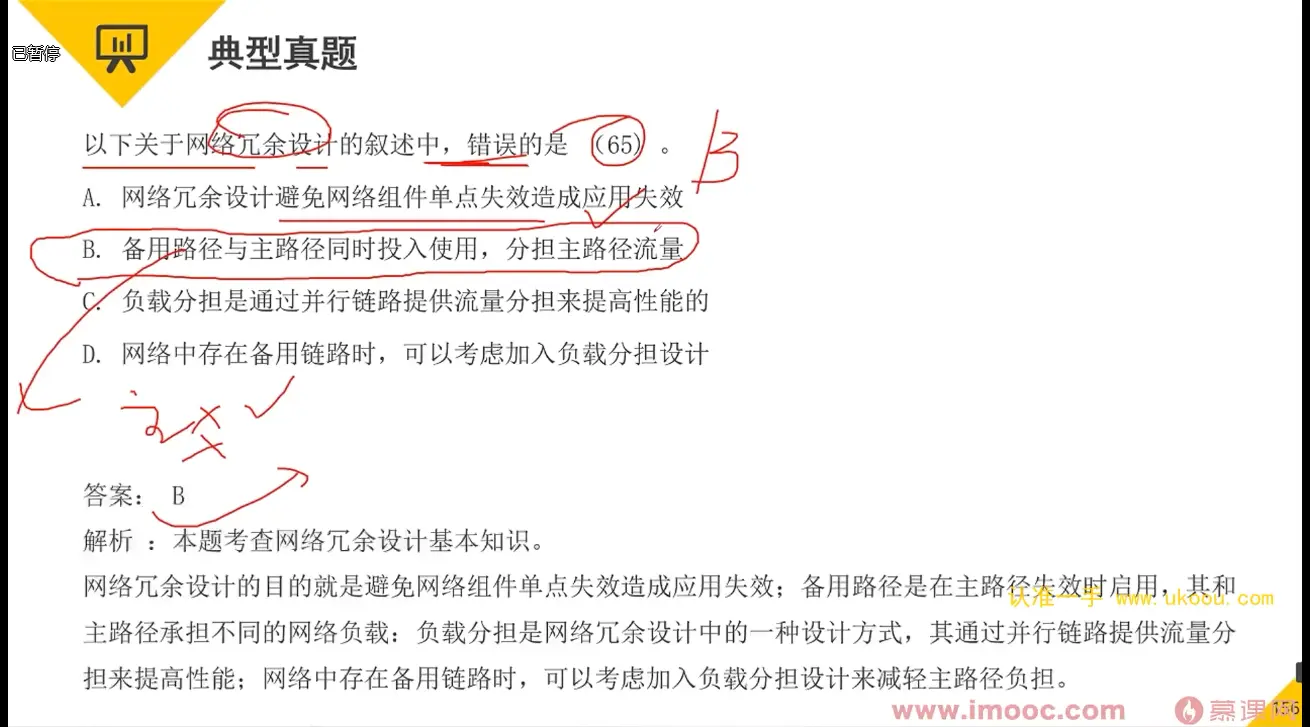 已暂停
典型真题
以下关于网络冗余设计的叙述中，错误的是 （65） 。
B
A. 网络冗余设计避免网络组件单点失效造成应用失效
B. 备用路径与主路径同时投入使用，分担主路径流量
C. 负载分担是通过并行链路提供流量分担来提高性能的
D. 网络中存在备用链路时，可以考虑加入负载分担设计
答案： B
解析 ：本题考查网络冗余设计基本知识。
网络冗余设计的目的就是避免网络组件单点失效造成应用失效；备用路径是在主路径失效时启用，其和
认准一手 www.ukoou.com
主路径承担不同的网络负载：负载分担是网络冗余设计中的一种设计方式，其通过并行链路提供流量分
担来提高性能；网络中存在备用链路时，可以考虑加入负载分担设计来减轻主路径负担。
www.imooc.com
慕课
156